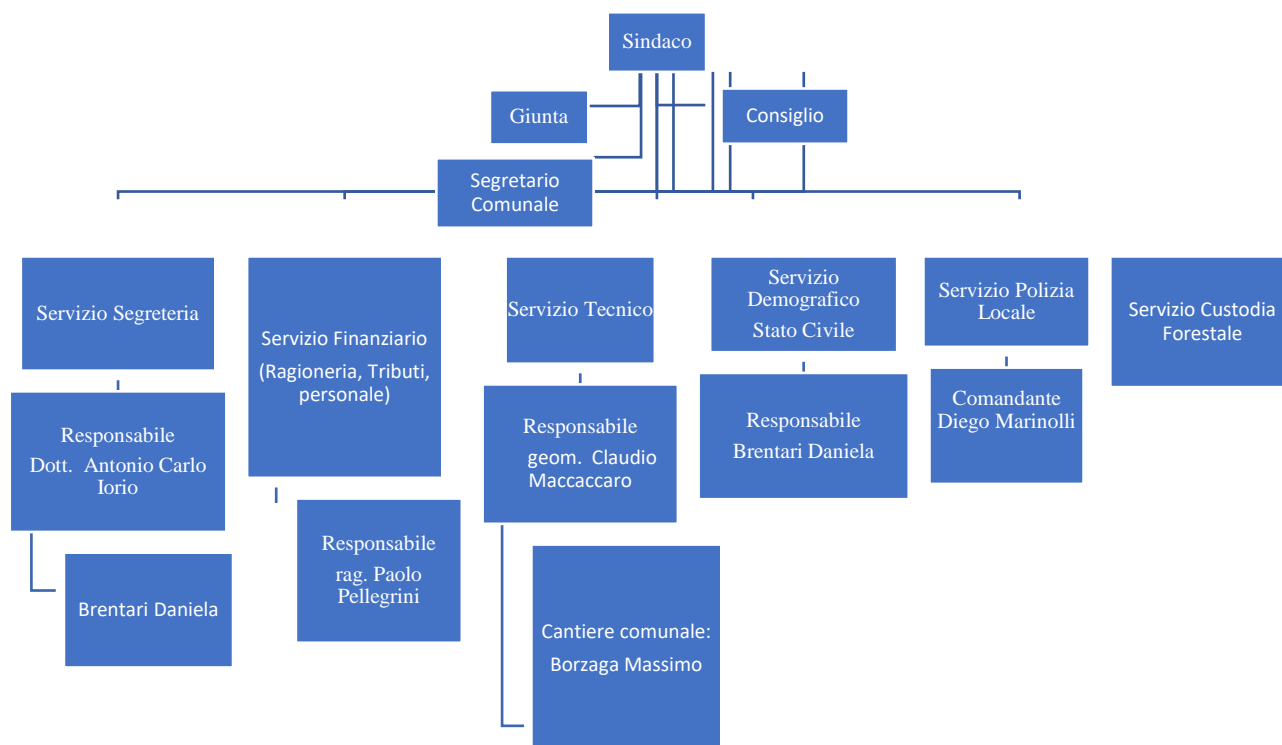 Sindaco
Giunta
Consiglio
Segretario
Comunale
Servizio Segreteria
Responsabile
Dott. Antonio Carlo
Iorio
Brentari Daniela
Servizio Finanziario
(Ragioneria, Tributi,
personale)
Responsabile
rag. Paolo
Pellegrini
Servizio Tecnico
Responsabile
geom. Claudio
Maccaccaro
Cantiere comunale:
Borzaga Massimo
Servizio
Demografico
Stato Civile
Responsabile
Brentari Daniela
Servizio Polizia
Locale
Comandante
Diego Marinolli
Servizio Custodia
Forestale